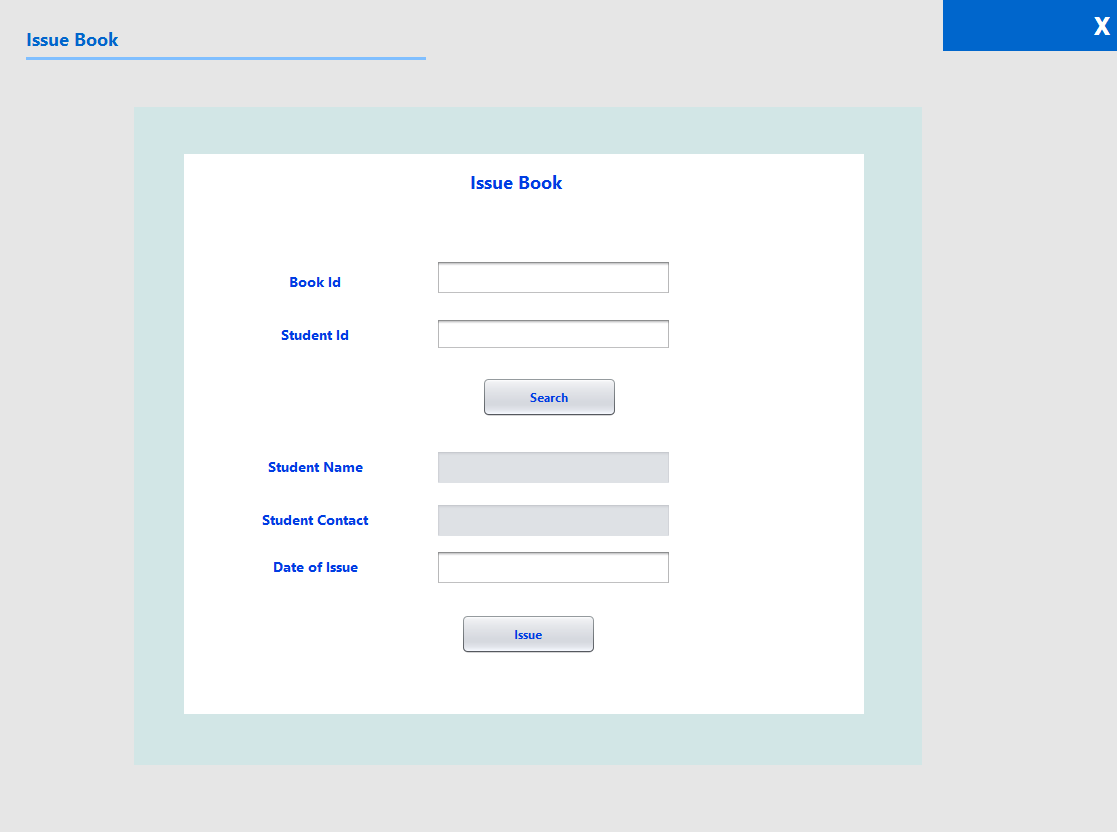 Issue Book
X
Issue Book
Book Id
Student Id
Search
Student Name
Student Contact
Date of Issue
Issue